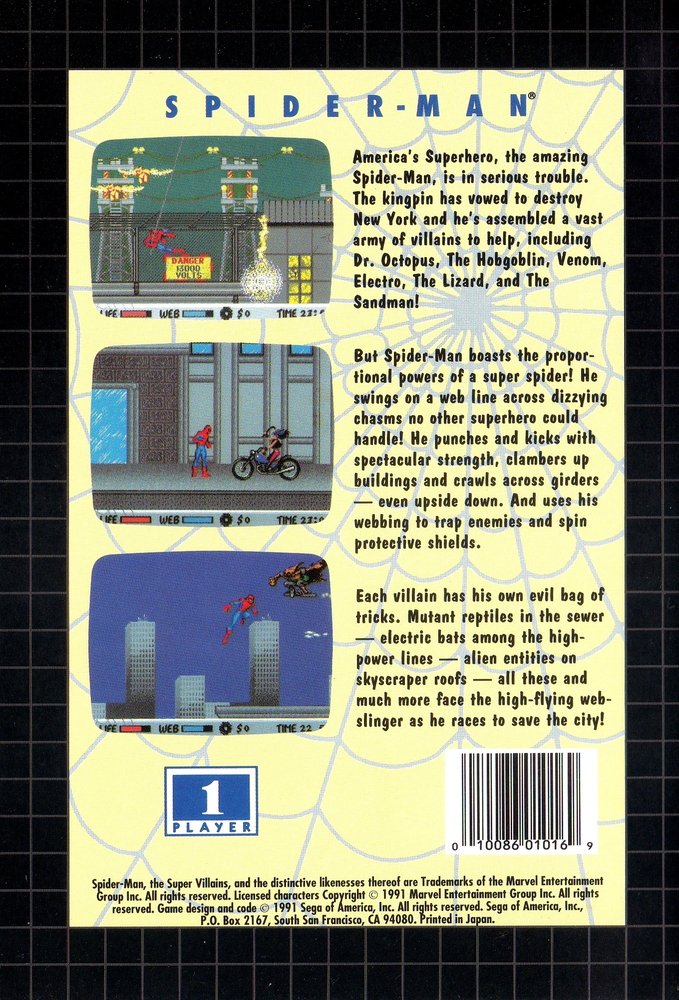 SPIDER-MAN®
America's Superhero, the amazing
Spider-Man, is in serious trouble.
The kingpin has vowed to destroy
New York and he's assembled a vast
army of villains to help, including
Dr. Octopus, The Hobgoblin, Venom,
Electro, The Lizard, and The
Sandman!
DANGER
13000
VOLTS
LIFE WEB $0 TIME 23:
But Spider-Man boasts the propor-
tional powers of a super spider! He
swings on a web line across dizzying
chasms no other superhero could
handle! He punches and kicks with
spectacular strength, clambers up
buildings and crawls across girders
— even upside down. And uses his
webbing to trap enemies and spin
protective shields.
LIFE WEB $0 TIME 23:
Each villain has his own evil bag of
tricks. Mutant reptiles in the sewer
— electric bats among the high-
power lines — alien entities on
skyscraper roofs — all these and
much more face the high-flying web-
slinger as he races to save the city!
LIFE WEB $0 TIME 22
1
PLAYER
0 10086 01016 9
Spider-Man, the Super Villains, and the distinctive likenesses thereof are Trademarks of the Marvel Entertainment
Group Inc. All rights reserved. Licensed characters Copyright © 1991 Marvel Entertainment Group Inc. All rights
reserved. Game design and code © 1991 Sega of America, Inc. All rights reserved. Sega of America, Inc.,
P.O. Box 2167, South San Francisco, CA 94080. Printed in Japan.